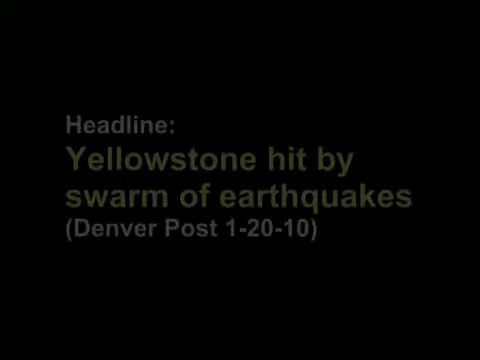 Headline:
Yellowstone hit by
swarm of earthquakes
(Denver Post 1-20-10)